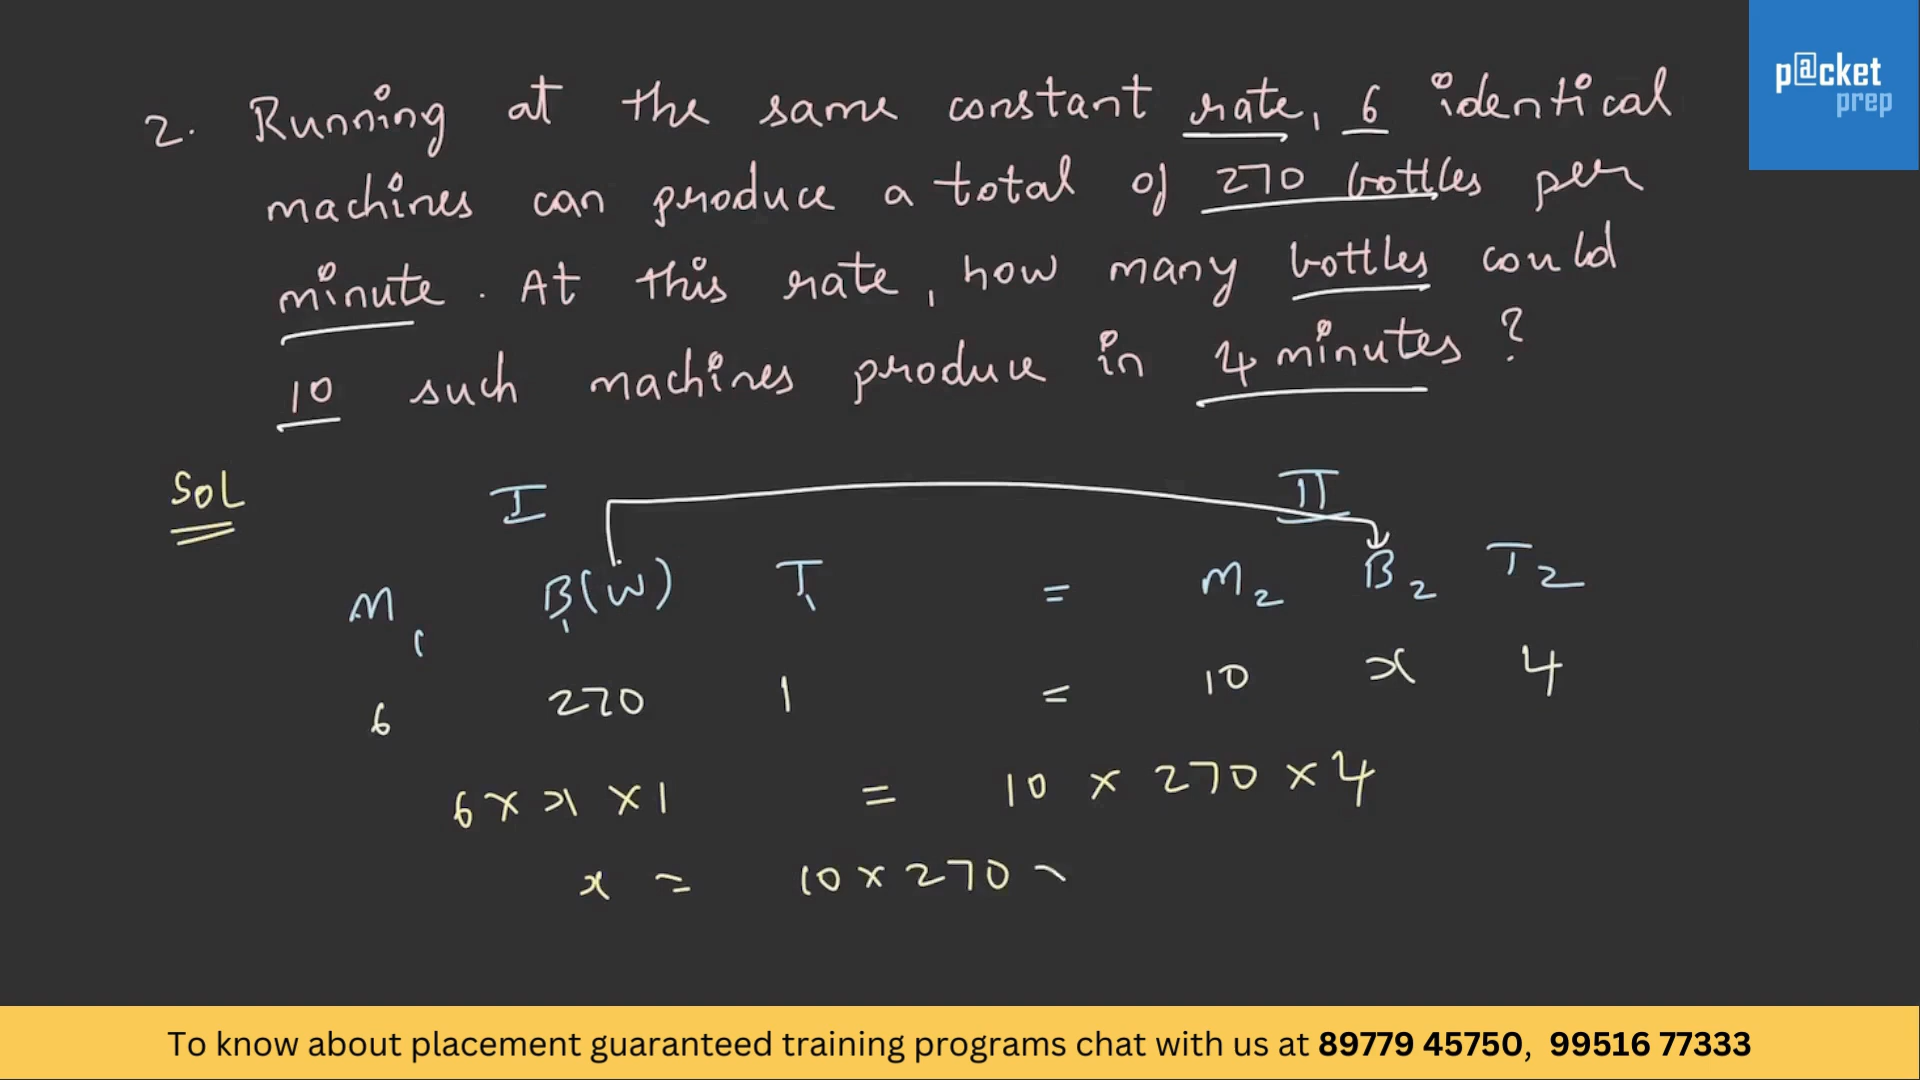 p@cket
prep
2. Running at the same constant rate, 6 identical
machines can produce a total of 270 bottles per
minute. At this rate, how many bottles could
10 such machines produce in 4 minutes ?
SOL
I II
M1 B1(W) T1 = M2 B2 T2
6 270 1 = 10 x 4
6 × x × 1 = 10 × 270 × 4
x = 10 × 270
To know about placement guaranteed training programs chat with us at 89779 45750, 99516 77333